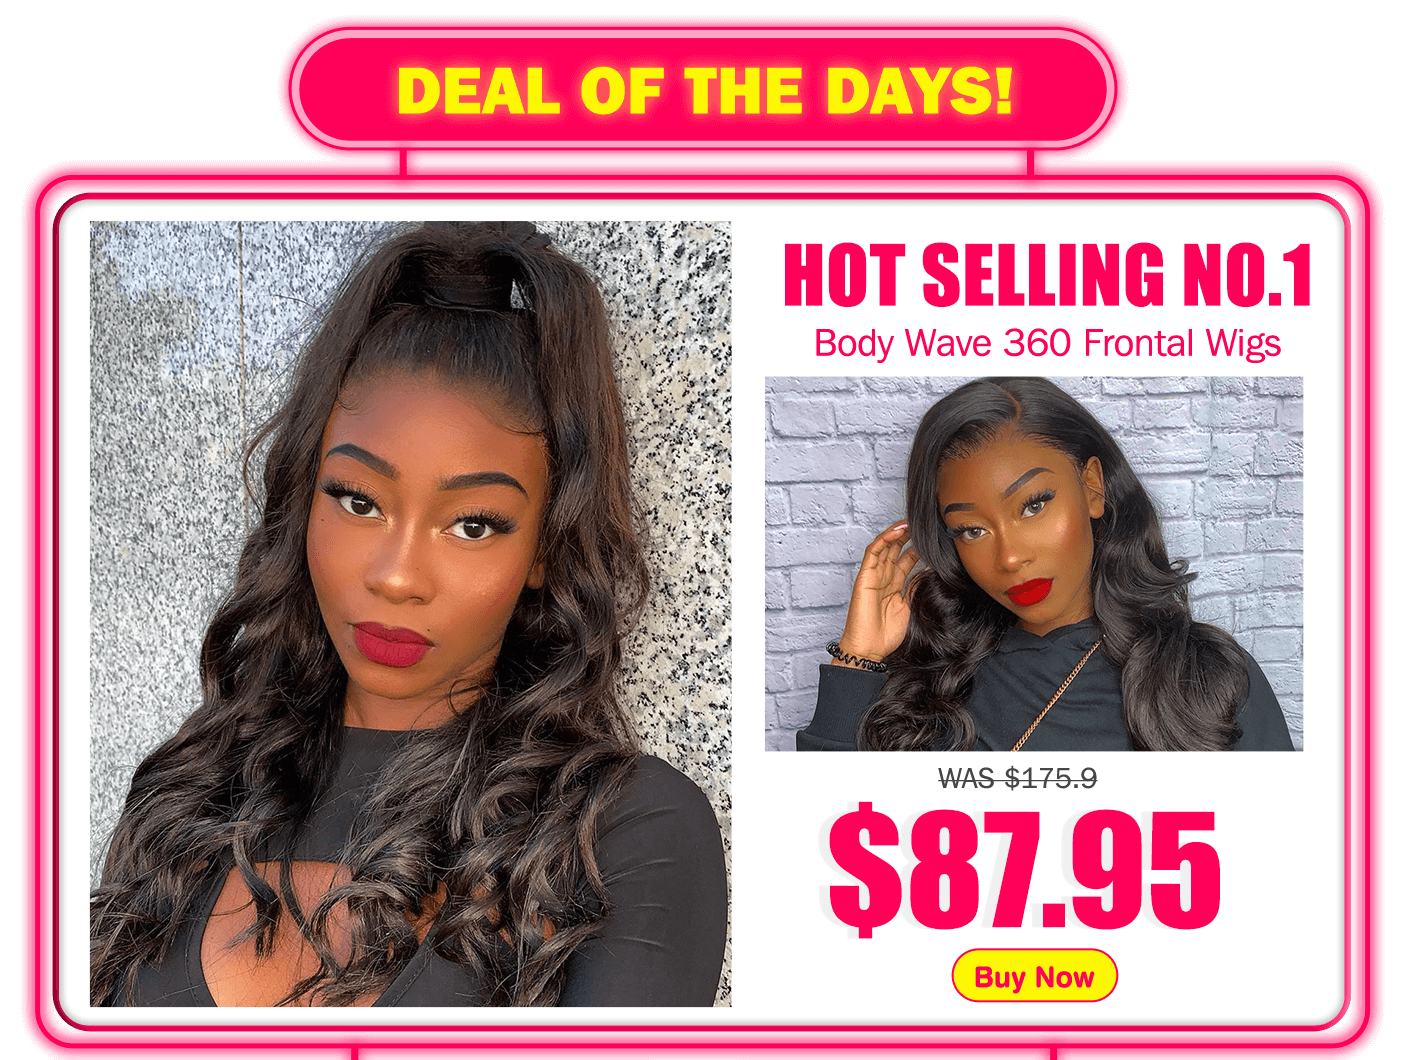 DEAL OF THE DAYS!
HOT SELLING NO.1
Body Wave 360 Frontal Wigs
WAS $175.9
$87.95
Buy Now